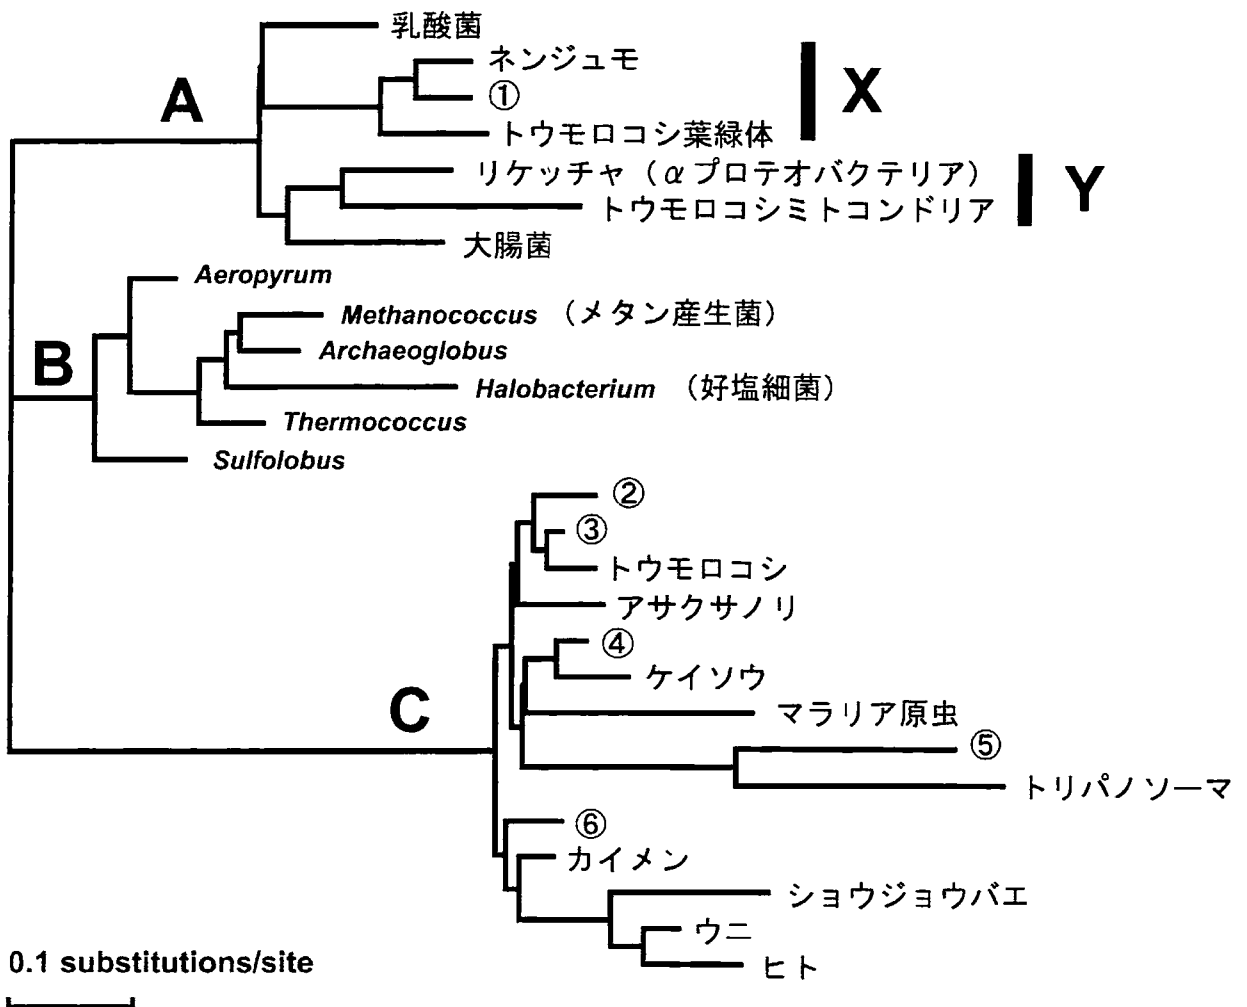 乳酸菌
ネンジュモ
①
トウモロコシ葉緑体
X
A
リケッチャ（αプロテオバクテリア）
トウモロコシミトコンドリア
Y
大腸菌
Aeropyrum
Methanococcus （メタン産生菌）
Archaeoglobus
B
Halobacterium （好塩細菌）
Thermococcus
Sulfolobus
②
③
トウモロコシ
アサクサノリ
④
ケイソウ
C
マラリア原虫
⑤
トリパノソーマ
⑥
カイメン
ショウジョウバエ
ウニ
ヒト
0.1 substitutions/site